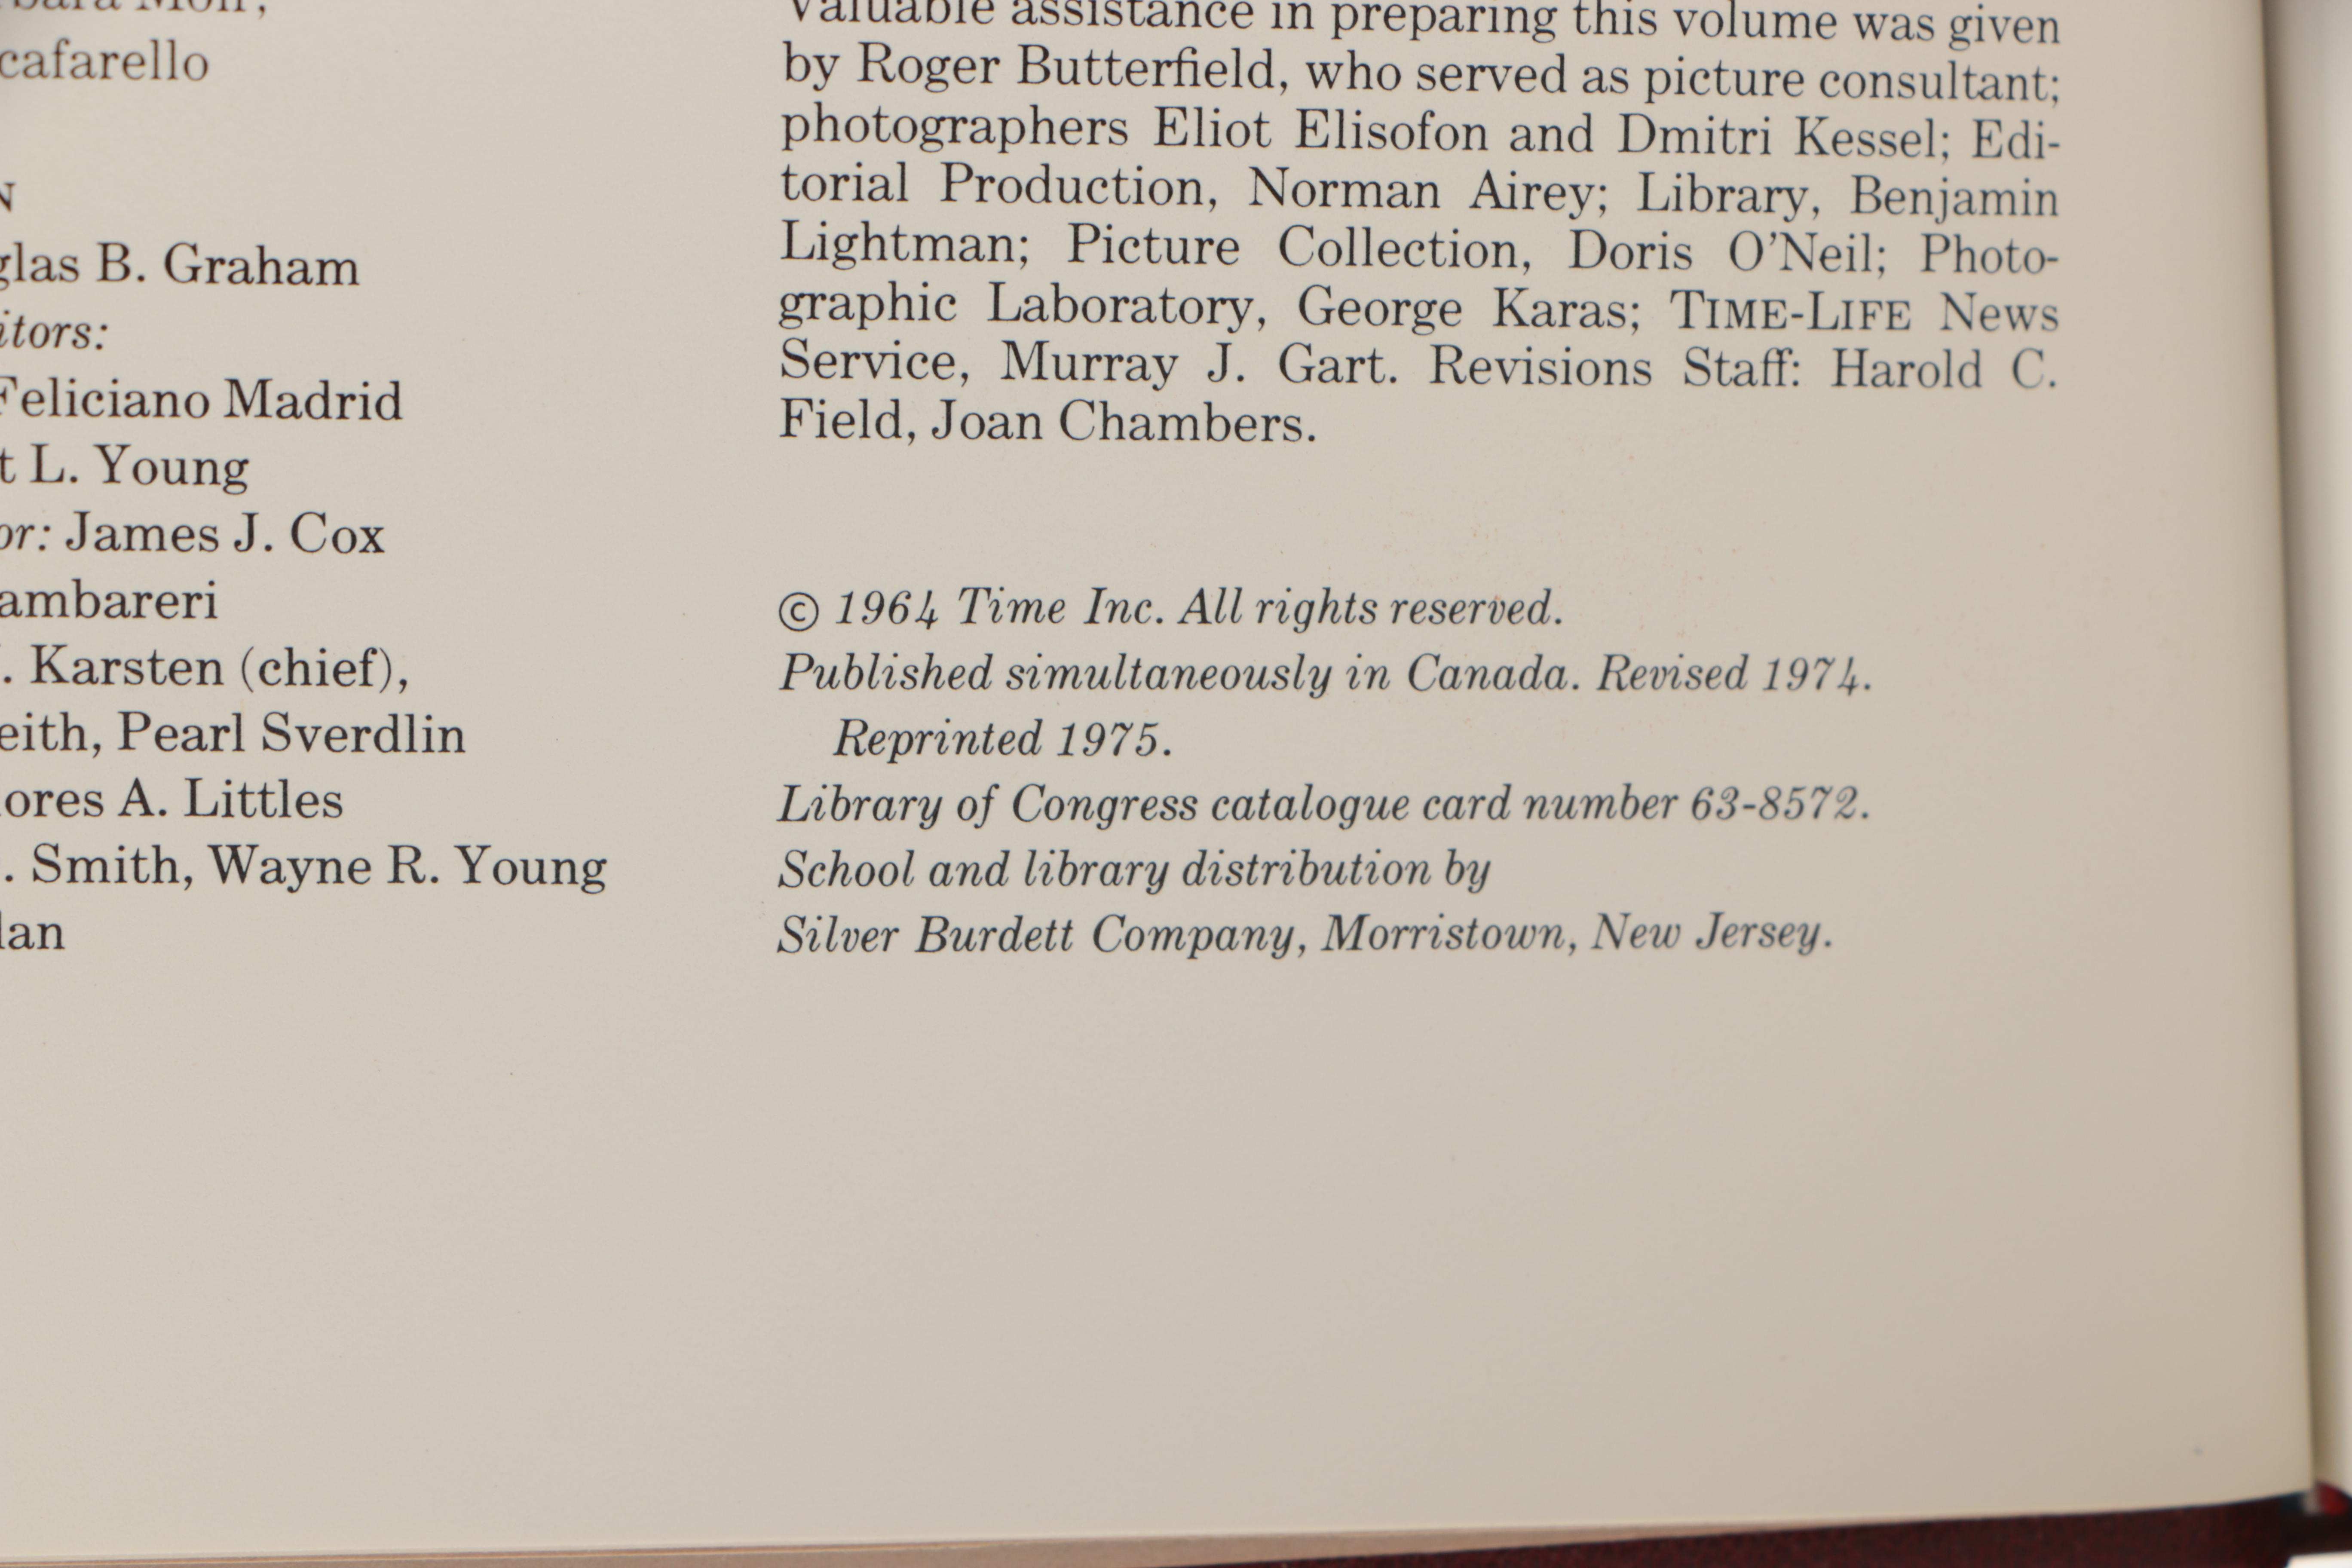 cafarello
N
glas B. Graham
itors:
Feliciano Madrid
t L. Young
or: James J. Cox
ambareri
. Karsten (chief),
eith, Pearl Sverdlin
ores A. Littles
. Smith, Wayne R. Young
lan
Valuable assistance in preparing this volume was given
by Roger Butterfield, who served as picture consultant;
photographers Eliot Elisofon and Dmitri Kessel; Edi-
torial Production, Norman Airey; Library, Benjamin
Lightman; Picture Collection, Doris O'Neil; Photo-
graphic Laboratory, George Karas; TIME-LIFE News
Service, Murray J. Gart. Revisions Staff: Harold C.
Field, Joan Chambers.
© 1964 Time Inc. All rights reserved.
Published simultaneously in Canada. Revised 1974.
Reprinted 1975.
Library of Congress catalogue card number 63-8572.
School and library distribution by
Silver Burdett Company, Morristown, New Jersey.